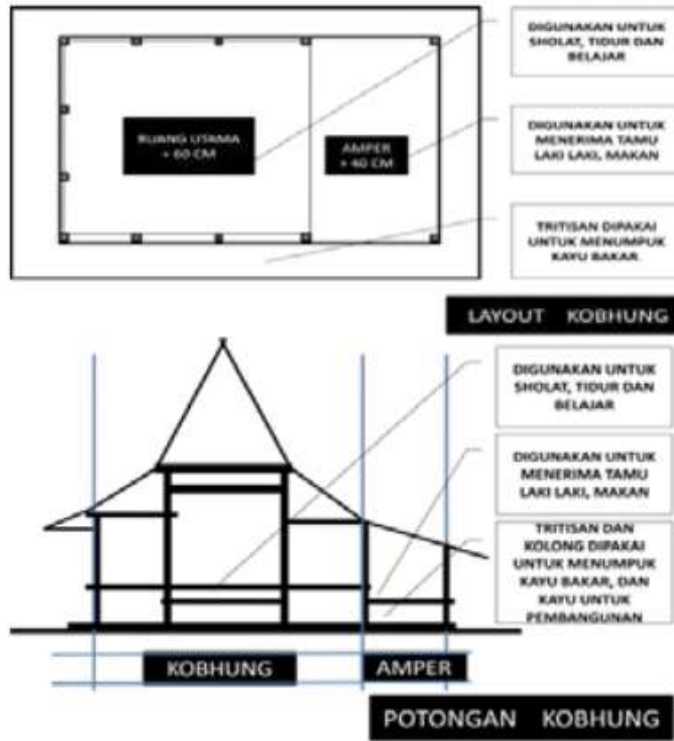 DIGUNAKAN UNTUK
SHOLAT, TIDUR DAN
BELAJAR
RUANG UTAMA
+ 60 CM
AMPER
+ 40 CM
DIGUNAKAN UNTUK
MENERIMA TAMU
LAKI LAKI, MAKAN
TRITISAN DIPAKAI
UNTUK MENUMPUK
KAYU BAKAR
LAYOUT KOBHUNG
DIGUNAKAN UNTUK
SHOLAT, TIDUR DAN
BELAJAR
DIGUNAKAN UNTUK
MENERIMA TAMU
LAKI LAKI, MAKAN
TRITISAN DAN
KOLONG DIPAKAI
UNTUK MENUMPUK
KAYU BAKAR, DAN
KAYU UNTUK
PEMBANGUNAN
KOBHUNG
AMPER
POTONGAN KOBHUNG